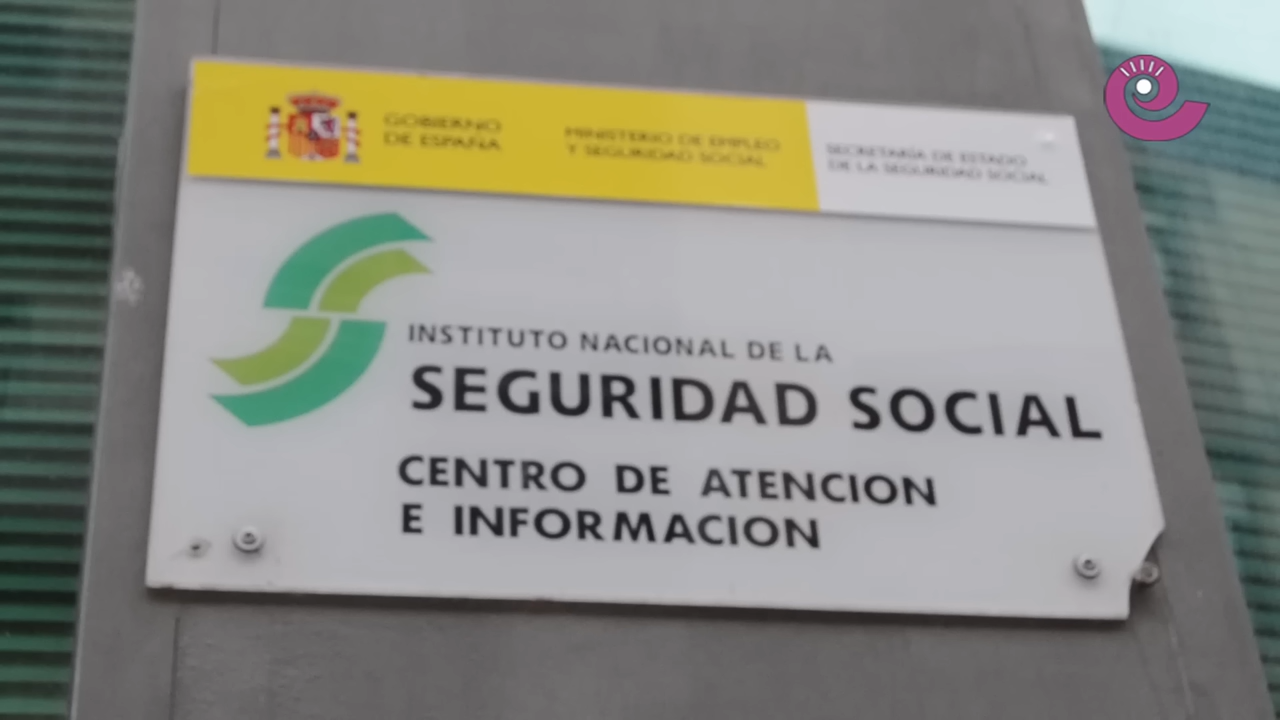 GOBIERNO
DE ESPAÑA
MINISTERIO DE EMPLEO
Y SEGURIDAD SOCIAL
SECRETARÍA DE ESTADO
DE LA SEGURIDAD SOCIAL
INSTITUTO NACIONAL DE LA
SEGURIDAD SOCIAL
CENTRO DE ATENCION
E INFORMACION